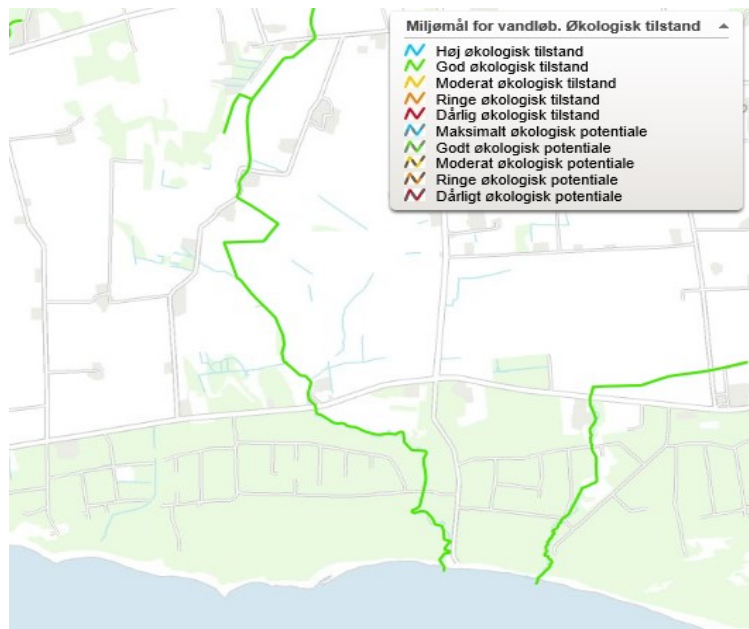 Miljømål for vandløb. Økologisk tilstand
Høj økologisk tilstand
God økologisk tilstand
Moderat økologisk tilstand
Ringe økologisk tilstand
Dårlig økologisk tilstand
Maksimalt økologisk potentiale
Godt økologisk potentiale
Moderat økologisk potentiale
Ringe økologisk potentiale
Dårligt økologisk potentiale